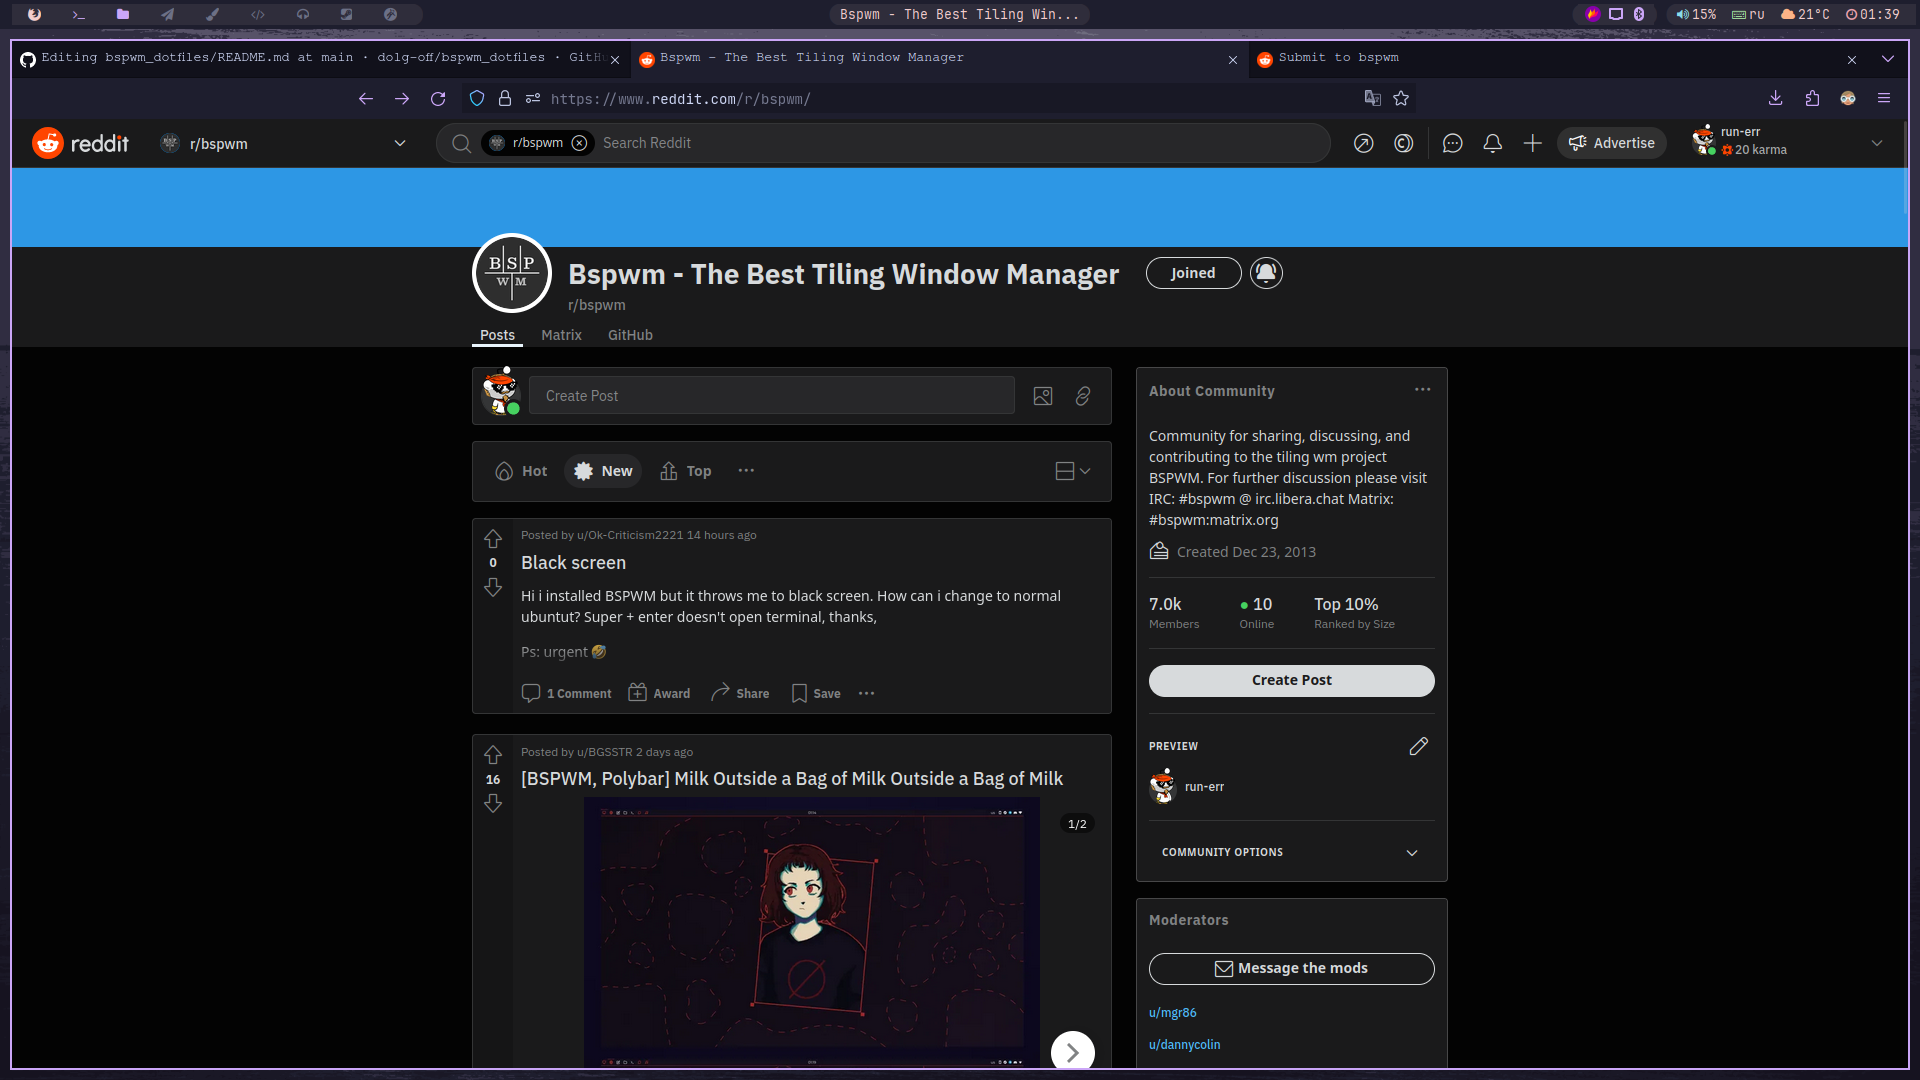 Bspwm - The Best Tiling Win...
15%
ru
21°C
01:39
Editing bspwm_dotfiles/README.md at main · dolg-off/bspwm_dotfiles · GitHu
Bspwm - The Best Tiling Window Manager
Submit to bspwm
https://www.reddit.com/r/bspwm/
reddit
r/bspwm
r/bspwm
Search Reddit
Advertise
run-err
20 karma
BSP
WM
Bspwm - The Best Tiling Window Manager
Joined
r/bspwm
Posts
Matrix
GitHub
Create Post
Hot
New
Top
Posted by u/Ok-Criticism2221 14 hours ago
0
Black screen
Hi i installed BSPWM but it throws me to black screen. How can i change to normal
ubuntut? Super + enter doesn't open terminal, thanks,
Ps: urgent 🤣
1 Comment
Award
Share
Save
Posted by u/BGSSTR 2 days ago
16
[BSPWM, Polybar] Milk Outside a Bag of Milk Outside a Bag of Milk
1/2
About Community
Community for sharing, discussing, and
contributing to the tiling wm project
BSPWM. For further discussion please visit
IRC: #bspwm @ irc.libera.chat Matrix:
#bspwm:matrix.org
Created Dec 23, 2013
7.0k
10
Top 10%
Members
Online
Ranked by Size
Create Post
PREVIEW
run-err
COMMUNITY OPTIONS
Moderators
Message the mods
u/mgr86
u/dannycolin